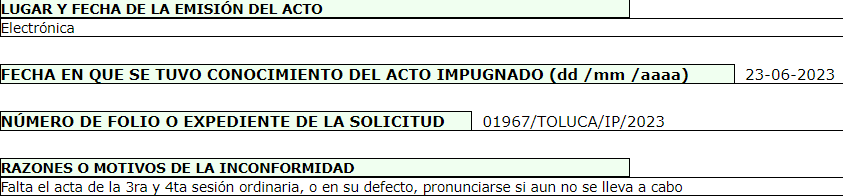 LUGAR Y FECHA DE LA EMISIÓN DEL ACTO
Electrónica
FECHA EN QUE SE TUVO CONOCIMIENTO DEL ACTO IMPUGNADO (dd /mm /aaaa) 23-06-2023
NÚMERO DE FOLIO O EXPEDIENTE DE LA SOLICITUD 01967/TOLUCA/IP/2023
RAZONES O MOTIVOS DE LA INCONFORMIDAD
Falta el acta de la 3ra y 4ta sesión ordinaria, o en su defecto, pronunciarse si aun no se lleva a cabo